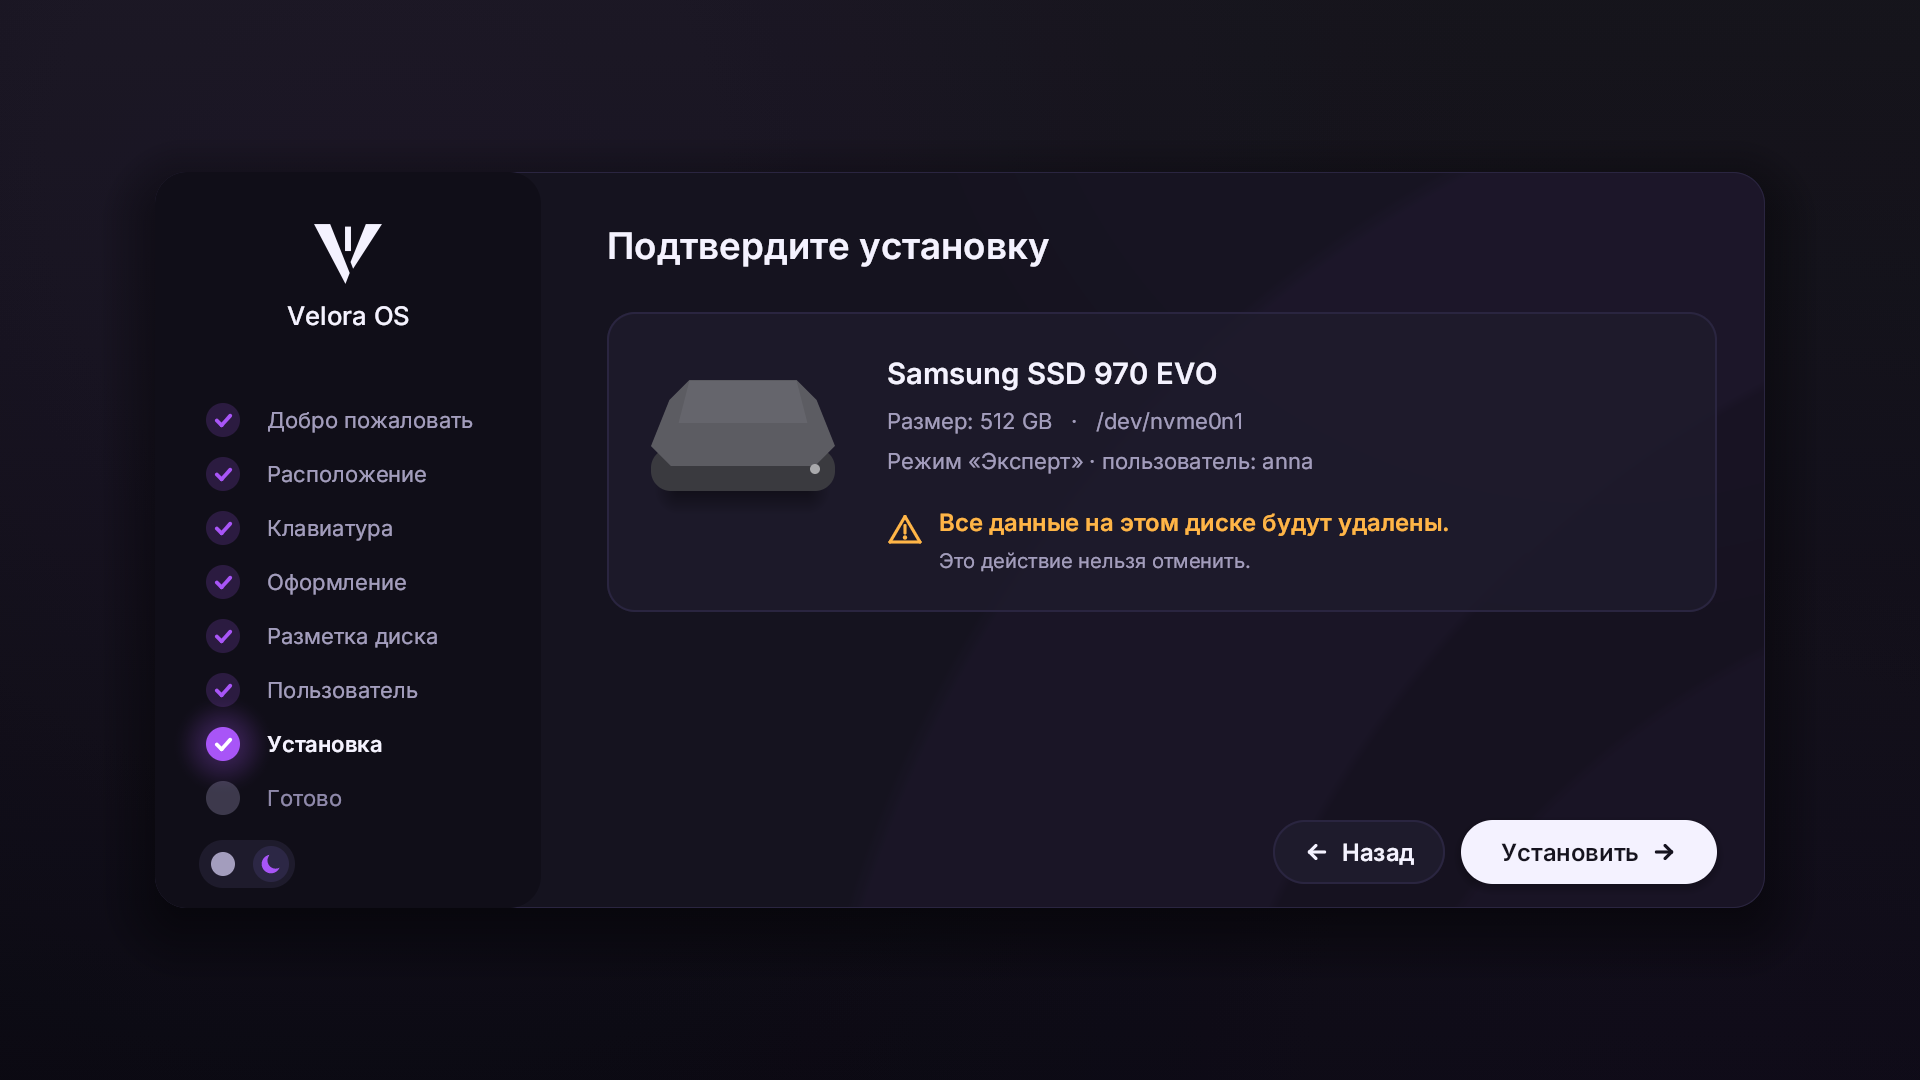 Velora OS
Добро пожаловать
Расположение
Клавиатура
Оформление
Разметка диска
Пользователь
Установка
Готово
Подтвердите установку
Samsung SSD 970 EVO
Размер: 512 GB · /dev/nvme0n1
Режим «Эксперт» · пользователь: anna
Все данные на этом диске будут удалены.
Это действие нельзя отменить.
Назад
Установить